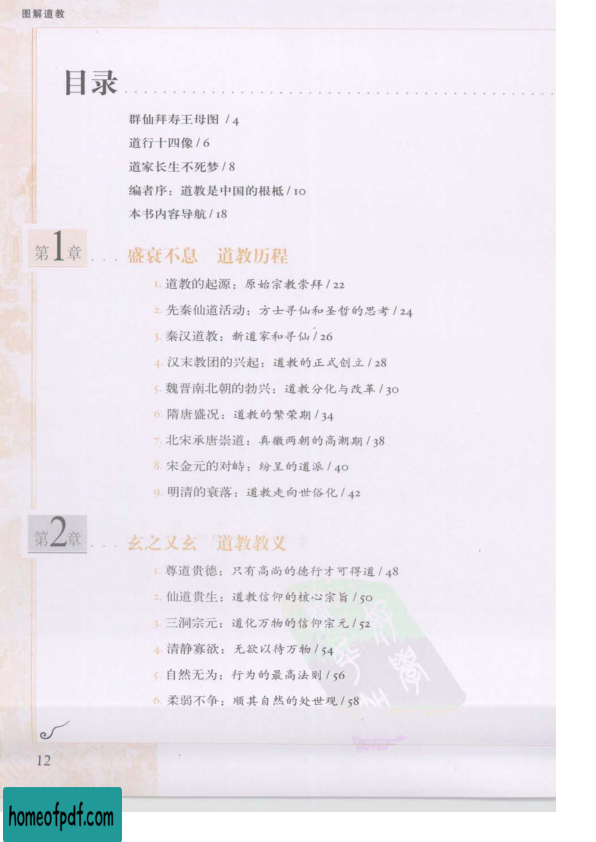 图解道教
目录
群仙拜寿王母图 / 4
道行十四像 / 6
道家长生不死梦 / 8
编者序：道教是中国的根柢 / 10
本书内容导航 / 18
第1章 ... 盛衰不息 道教历程
1. 道教的起源：原始宗教崇拜 / 22
2. 先秦仙道活动：方士寻仙和圣哲的思考 / 24
3. 秦汉道教：新道家和寻仙 / 26
4. 汉末教团的兴起：道教的正式创立 / 28
5. 魏晋南北朝的勃兴：道教分化与改革 / 30
6. 隋唐盛况：道教的繁荣期 / 34
7. 北宋承唐崇道：真徽两朝的高潮期 / 38
8. 宋金元的对峙：纷呈的道派 / 40
9. 明清的衰落：道教走向世俗化 / 42
第2章 ... 玄之又玄 道教教义
1. 尊道贵德：只有高尚的德行才可得道 / 48
2. 仙道贵生：道教信仰的核心宗旨 / 50
3. 三洞宗元：道化万物的信仰宗元 / 52
4. 清静寡欲：无欲以待万物 / 54
5. 自然无为：行为的最高法则 / 56
6. 柔弱不争：顺其自然的处世观 / 58
12
homeofpdf.com